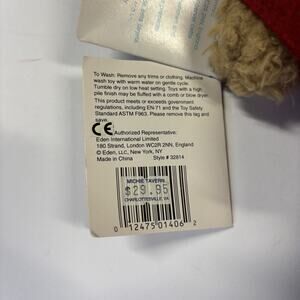 To Wash: Remove any trims or clothing. Machine
wash toy with warm water on gentle cycle.
Tumble dry on low heat setting. Toys with a high
pile finish may be fluffed with a comb or blow dryer.
This product meets or exceeds government
regulations, including EN-71 and the Toy Safety
Standard ASTM F963. Please remove this tag and
save.
CE Authorized Representative:
Eden International Limited
180 Strand, London WC2R 2NN, England
© Eden, LLC, New York, NY
Made in China Style # 32814
MICHIE TAVERN
$29.95
CHARLOTTESVILLE, VA
0 12475 01406 2